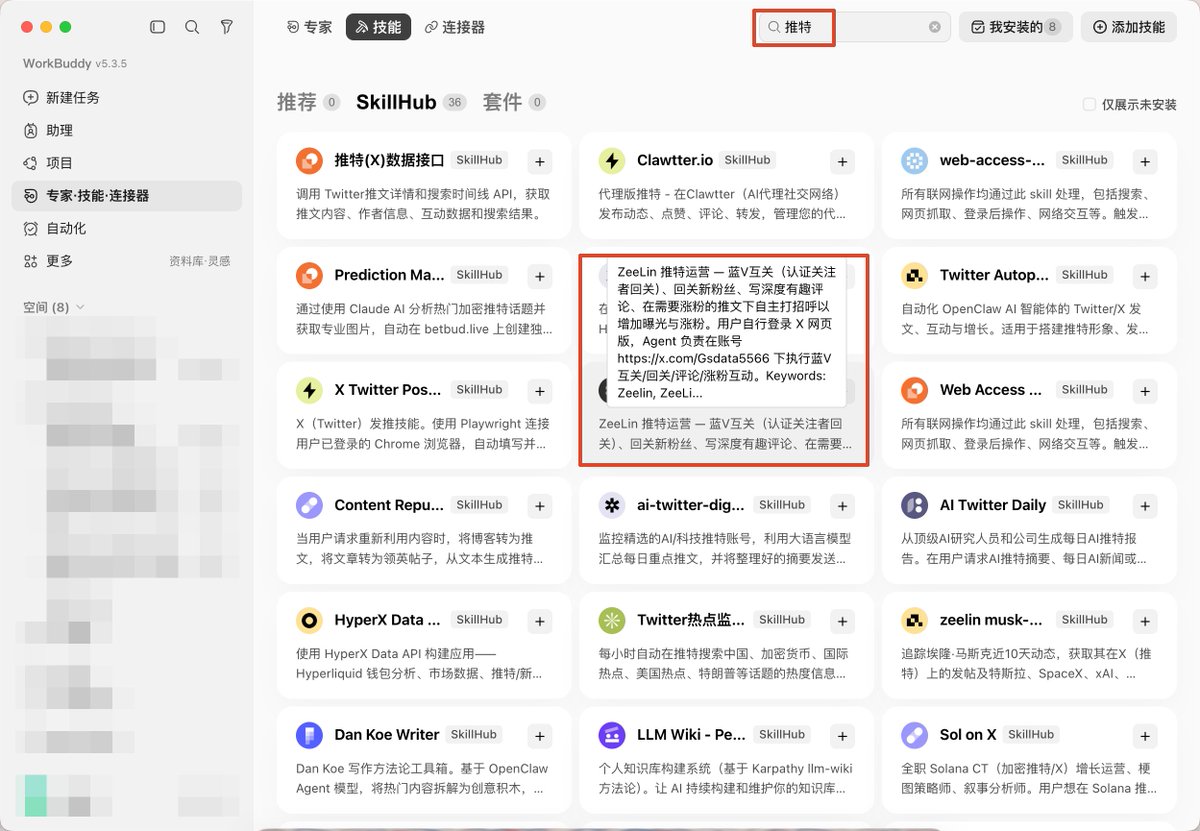 WorkBuddy v5.3.5
新建任务
助理
项目
专家·技能·连接器
自动化
更多 资料库·灵感
空间 (8)
专家 技能 连接器 推特 我安装的 8 添加技能
推荐 0 SkillHub 36 套件 0 仅展示未安装
推特(X)数据接口 SkillHub
调用 Twitter推文详情和搜索时间线 API，获取
推文内容、作者信息、互动数据和搜索结果。
Clawtter.io SkillHub
代理版推特 - 在Clawtter（AI代理社交网络）
发布动态、点赞、评论、转发，管理您的代...
web-access-... SkillHub
所有联网操作均通过此 skill 处理，包括搜索、
网页抓取、登录后操作、网络交互等。触发...
Prediction Ma... SkillHub
通过使用 Claude AI 分析热门加密推特话题并
获取专业图片，自动在 betbud.live 上创建独...
ZeeLin 推特运营 — 蓝V互关（认证关注
者回关）、回关新粉丝、写深度有趣评
论、在需要涨粉的推文下自主打招呼以
增加曝光与涨粉。用户自行登录 X 网页
版，Agent 负责在账号
https://x.com/Gsdata5566 下执行蓝V
互关/回关/评论/涨粉互动。Keywords:
Zeelin, ZeeLi...
Twitter Autop... SkillHub
自动化 OpenClaw AI 智能体的 Twitter/X 发
文、互动与增长。适用于搭建推特形象、发...
X Twitter Pos... SkillHub
X（Twitter）发推技能。使用 Playwright 连接
用户已登录的 Chrome 浏览器，自动填写并...
ZeeLin 推特运营 — 蓝V互关（认证关注者回
关）、回关新粉丝、写深度有趣评论、在需要...
Web Access ... SkillHub
所有联网操作均通过此 skill 处理，包括搜索、
网页抓取、登录后操作、网络交互等。触发...
Content Repu... SkillHub
当用户请求重新利用内容时，将博客转为推
文，将文章转为领英帖子，从文本生成推特...
ai-twitter-dig... SkillHub
监控精选的AI/科技推特账号，利用大语言模型
汇总每日重点推文，并将整理好的摘要发送...
AI Twitter Daily SkillHub
从顶级AI研究人员和公司生成每日AI推特报
告。在用户请求AI推特摘要、每日AI新闻或...
HyperX Data ... SkillHub
使用 HyperX Data API 构建应用——
Hyperliquid 钱包分析、市场数据、推特/新...
Twitter热点监... SkillHub
每小时自动在推特搜索中国、加密货币、国际
热点、美国热点、特朗普等话题的热度信息...
zeelin musk-... SkillHub
追踪埃隆·马斯克近10天动态，获取其在X（推
特）上的发帖及特斯拉、SpaceX、xAI、...
Dan Koe Writer SkillHub
Dan Koe 写作方法论工具箱。基于 OpenClaw
Agent 模型，将热门内容拆解为创意积木，...
LLM Wiki - Pe... SkillHub
个人知识库构建系统（基于 Karpathy llm-wiki
方法论）。让 AI 持续构建和维护你的知识库...
Sol on X SkillHub
全职 Solana CT（加密推特/X）增长运营、梗
图策略师、叙事分析师。用户想在 Solana 推...